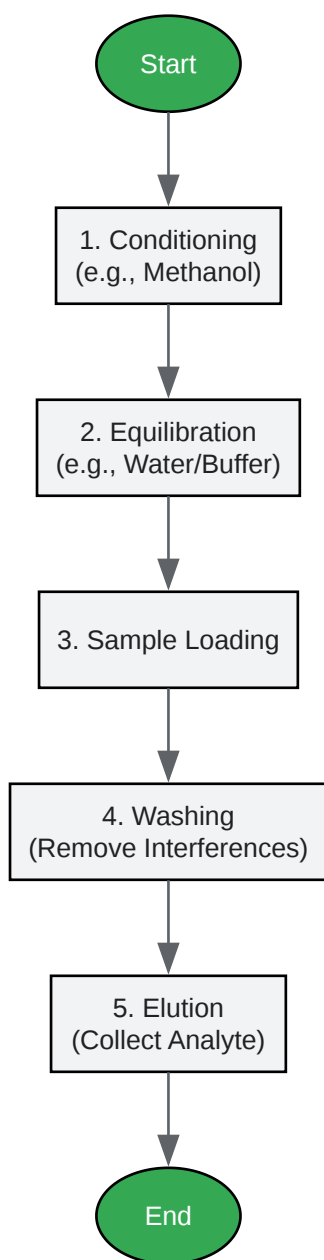 Start
1. Conditioning
(e.g., Methanol)
2. Equilibration
(e.g., Water/Buffer)
3. Sample Loading
4. Washing
(Remove Interferences)
5. Elution
(Collect Analyte)
End